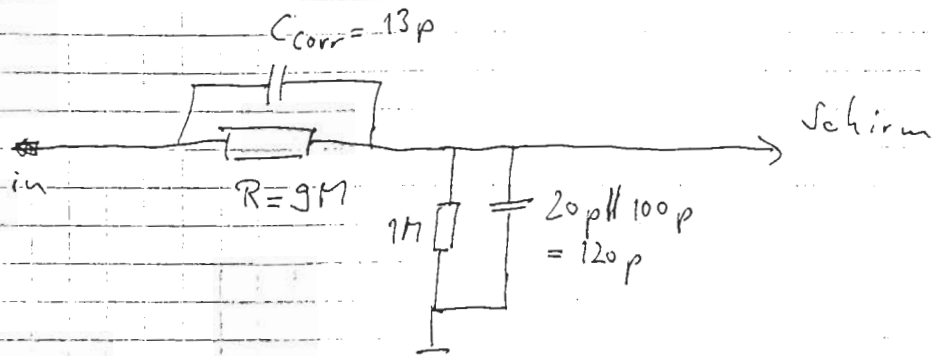 C_corr = 13p
Schirm
in
R = 9M
1M
20p || 100p
= 120p